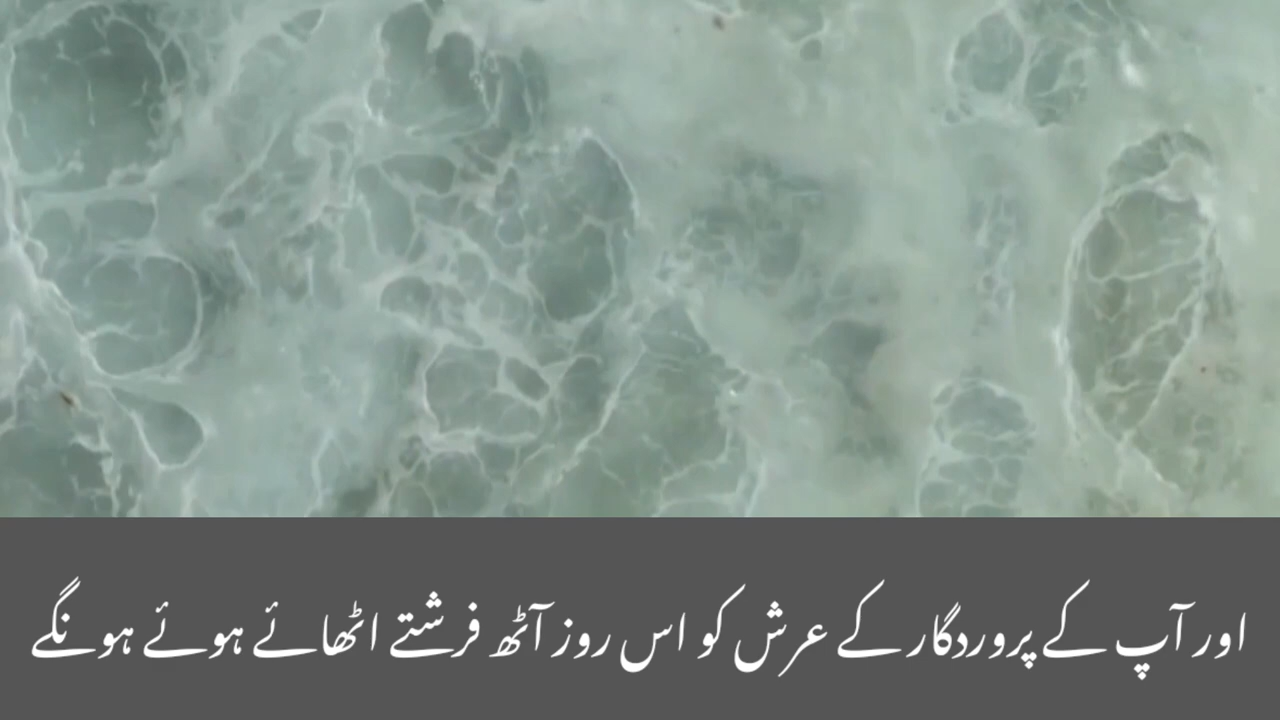 اور آپ کے پروردگار کے عرش کو اس روز آٹھ فرشتے اٹھائے ہوئے ہونگے